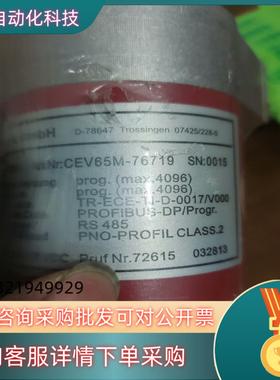 自动化科技
mbH
D-78647 Trossingen 07425/228-0
Nr:CEV65M-76719 SN:0015
prog.(max.4096)
prog.(max.4096)
TR-ECE-TI-D-0017/V000
PROFIBUS-DP/Progr.
RS 485
PNO-PROFIL CLASS.2
Pruf Nr.72615 032813
21949929
咨询采购批发可对公开票
客服详情下单采购